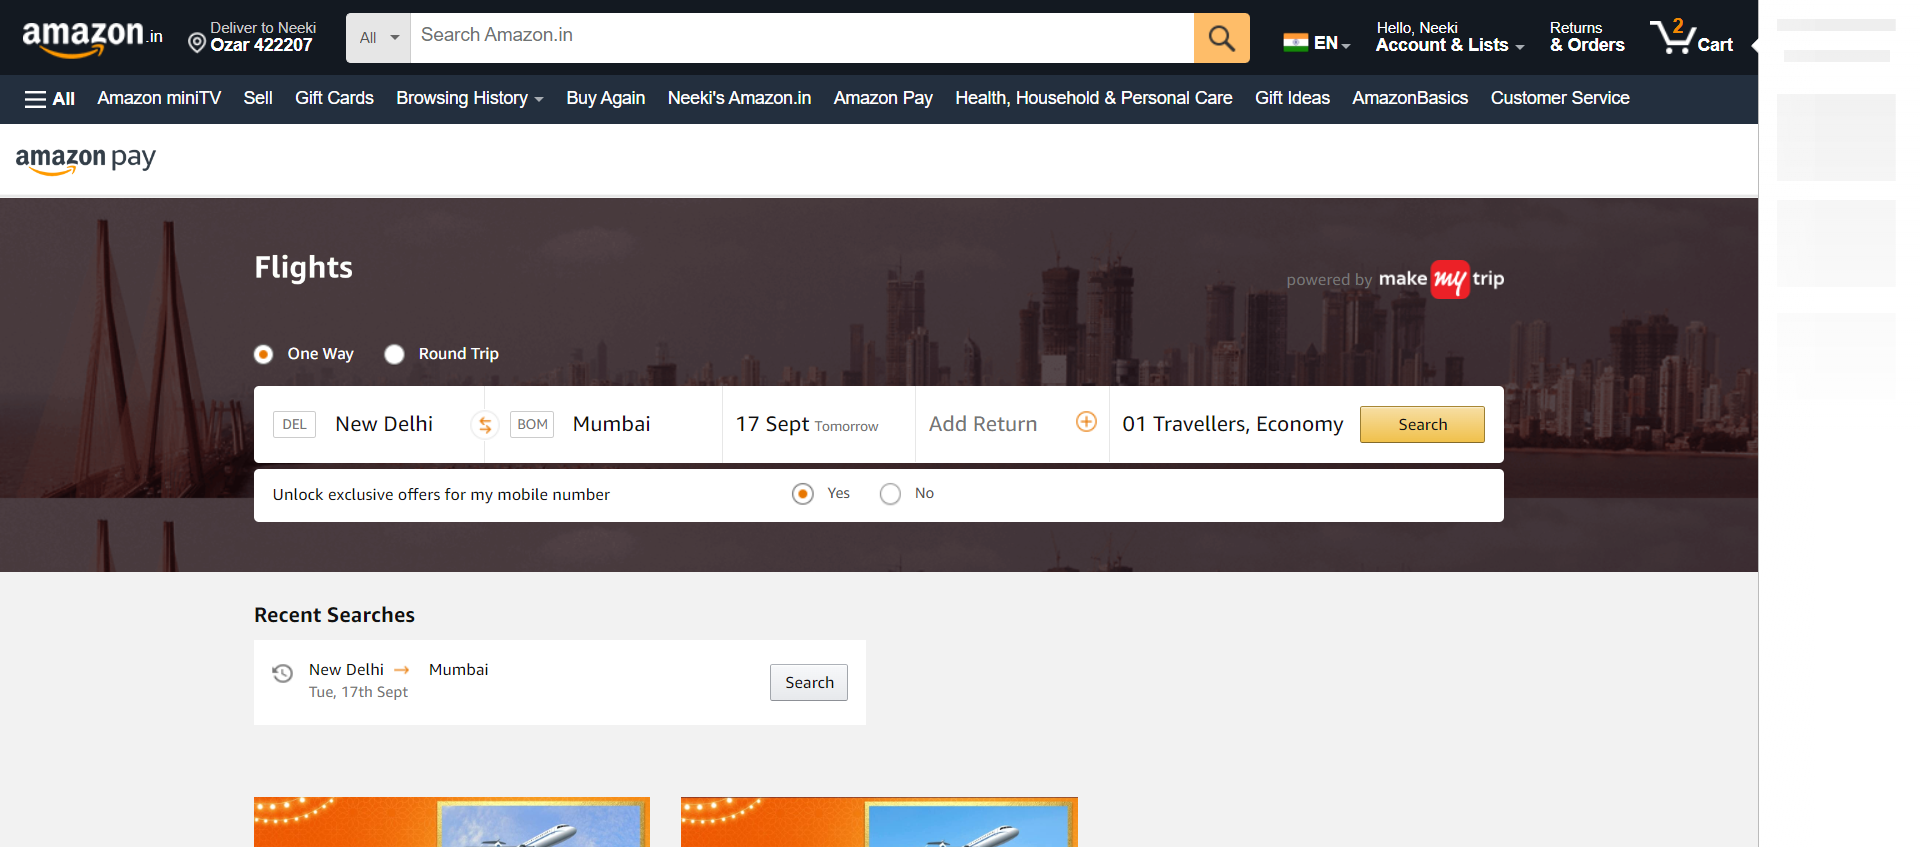 amazon.in
Deliver to Neeki
Ozar 422207
All
Search Amazon.in
EN
Hello, Neeki
Account & Lists
Returns
& Orders
2
Cart
All
Amazon miniTV
Sell
Gift Cards
Browsing History
Buy Again
Neeki's Amazon.in
Amazon Pay
Health, Household & Personal Care
Gift Ideas
AmazonBasics
Customer Service
amazon pay
Flights
powered by make my trip
One Way
Round Trip
DEL New Delhi
BOM Mumbai
17 Sept Tomorrow
Add Return
01 Travellers, Economy
Search
Unlock exclusive offers for my mobile number
Yes
No
Recent Searches
New Delhi → Mumbai
Tue, 17th Sept
Search